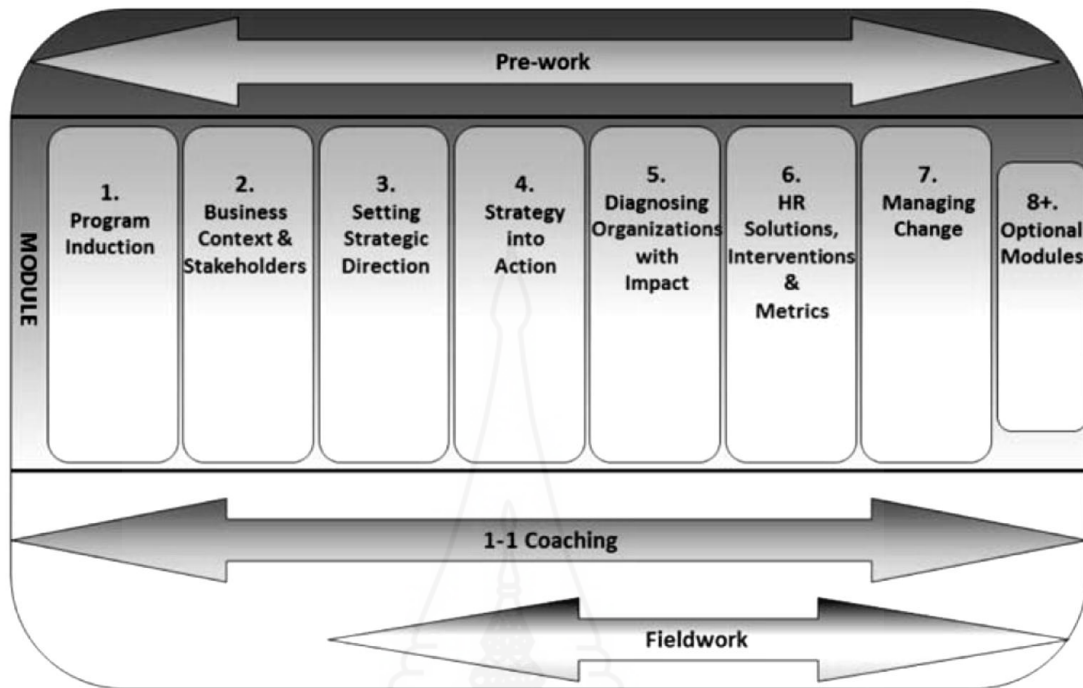 Pre-work
MODULE
1.
Program
Induction
2.
Business
Context &
Stakeholders
3.
Setting
Strategic
Direction
4.
Strategy
into
Action
5.
Diagnosing
Organizations
with
Impact
6.
HR
Solutions,
Interventions
&
Metrics
7.
Managing
Change
8+.
Optional
Modules
1-1 Coaching
Fieldwork